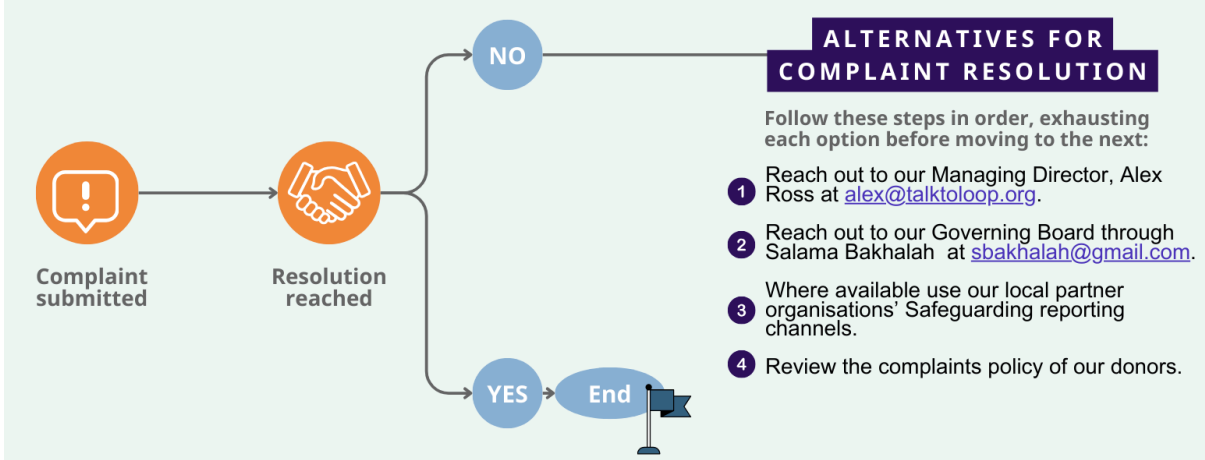 Complaint
submitted
Resolution
reached
NO
YES
End
ALTERNATIVES FOR
COMPLAINT RESOLUTION
Follow these steps in order, exhausting
each option before moving to the next:
1 Reach out to our Managing Director, Alex
Ross at alex@talktoloop.org.
2 Reach out to our Governing Board through
Salama Bakhalah at sbakhalah@gmail.com.
3 Where available use our local partner
organisations’ Safeguarding reporting
channels.
4 Review the complaints policy of our donors.